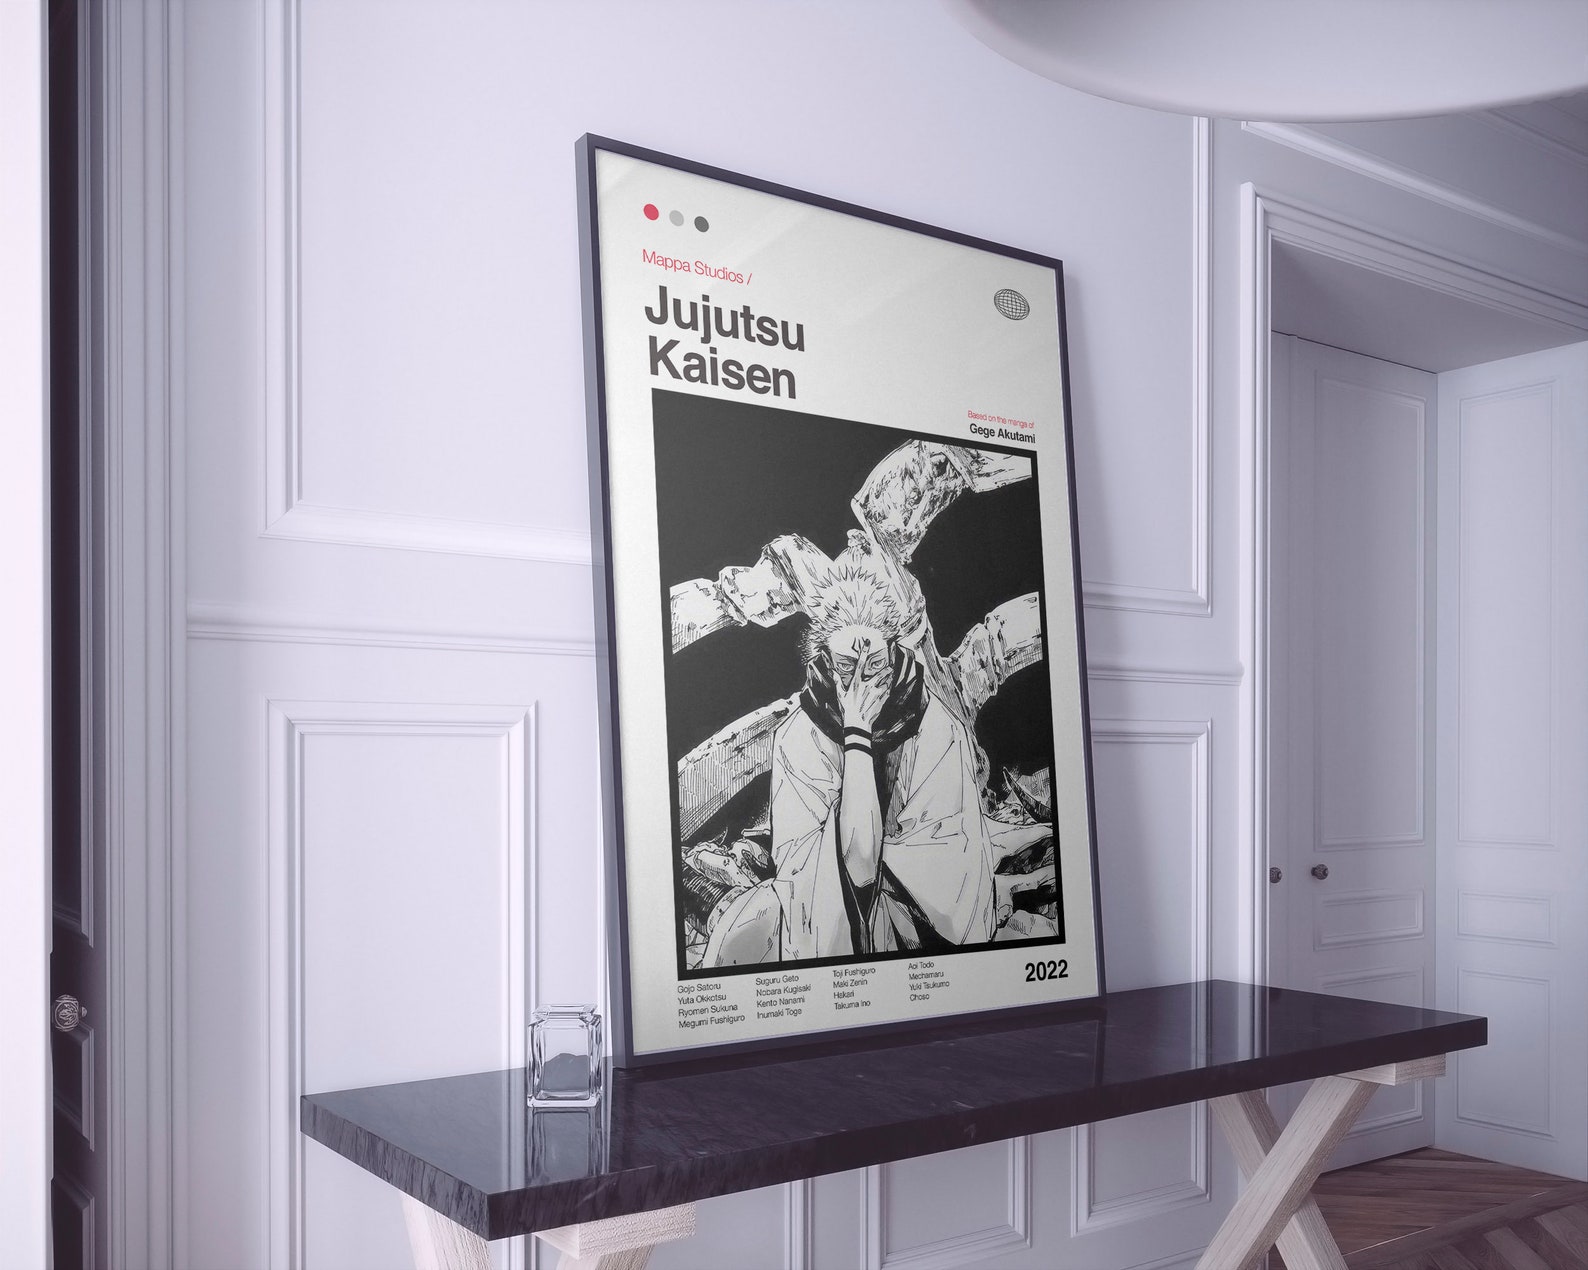 Mappa Studios /
Jujutsu
Kaisen
Based on the manga of
Gege Akutami
Gojo Satoru
Yuta Okkotsu
Ryomen Sukuna
Megumi Fushiguro
Suguru Geto
Nobara Kugisaki
Kento Nanami
Inumaki Toge
Toji Fushiguro
Maki Zenin
Hakari
Takuma Ino
Aoi Todo
Mechamaru
Yuki Tsukumo
Choso
2022